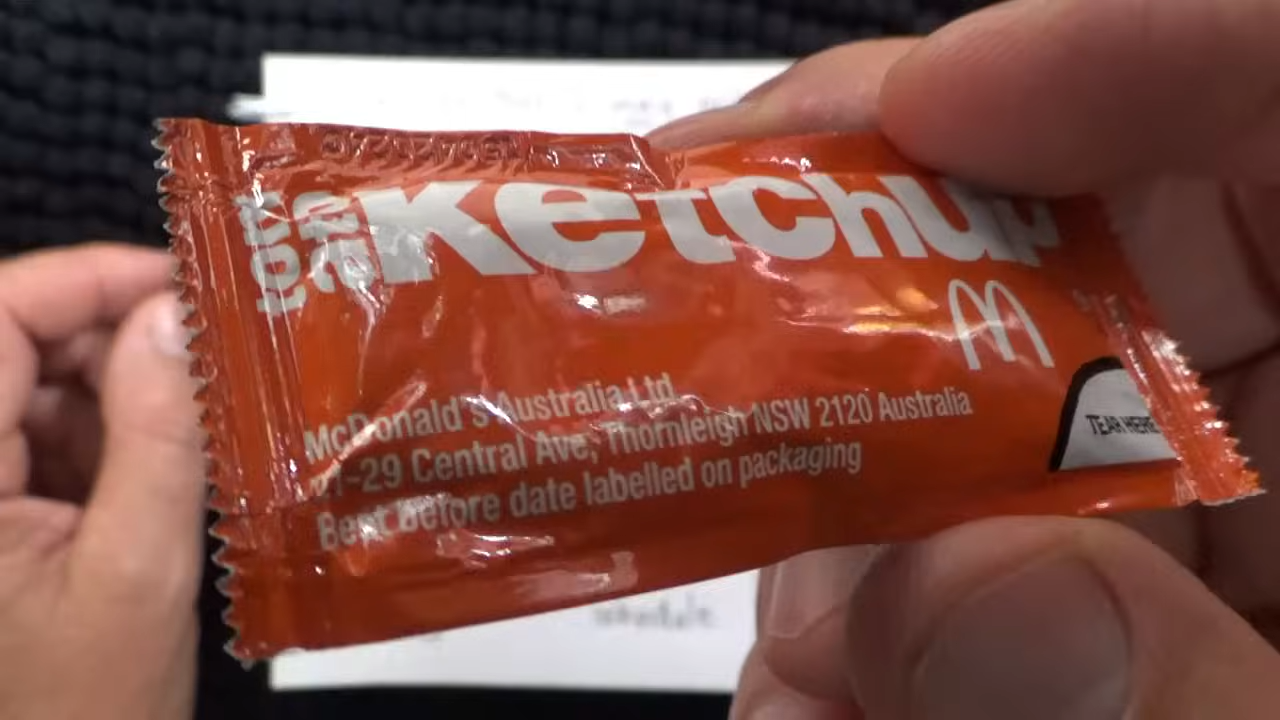 Ketchup
McDonald's Australia Ltd
21-29 Central Ave, Thornleigh NSW 2120 Australia
Best Before date labelled on packaging
TEAR HERE